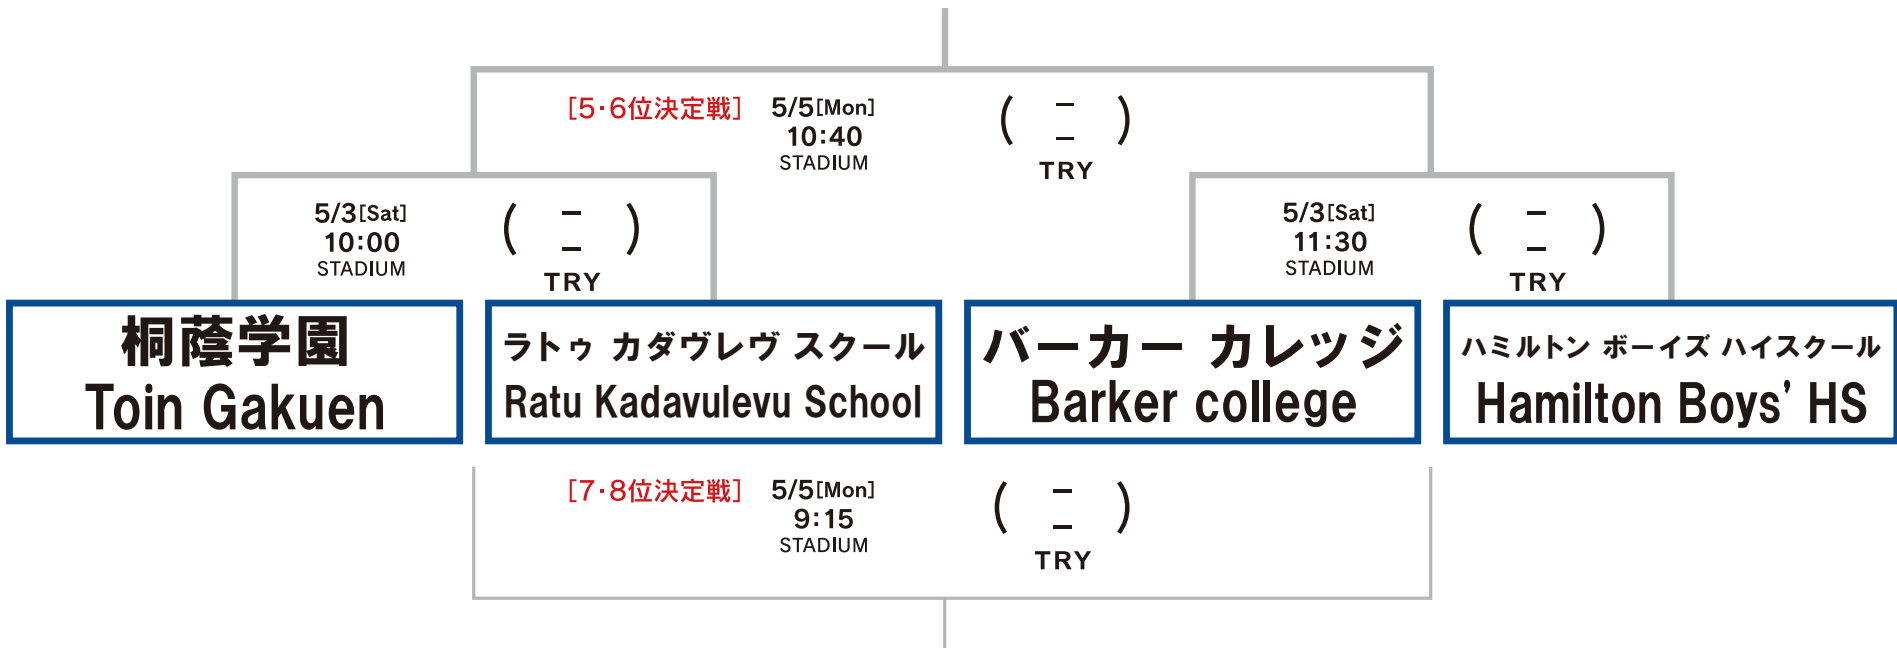 [5・6位決定戦] 5/5[Mon]
10:40
STADIUM
( – – )
TRY
5/3[Sat]
10:00
STADIUM
( – – )
TRY
5/3[Sat]
11:30
STADIUM
( – – )
TRY
桐蔭学園
Toin Gakuen
ラトゥ カダヴレヴ スクール
Ratu Kadavulevu School
バーカー カレッジ
Barker college
ハミルトン ボーイズ ハイスクール
Hamilton Boys' HS
[7・8位決定戦] 5/5[Mon]
9:15
STADIUM
( – – )
TRY